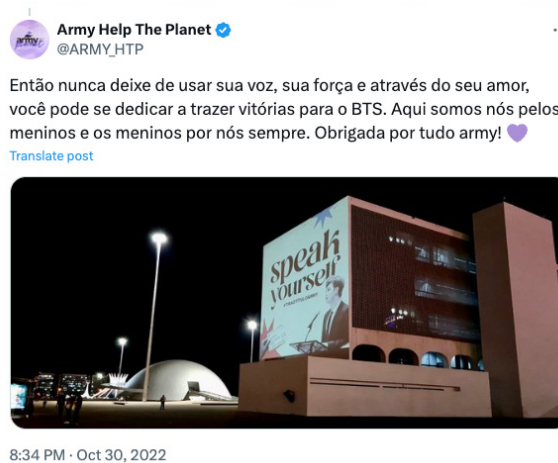 Army Help The Planet
@ARMY_HTP
Então nunca deixe de usar sua voz, sua força e através do seu amor,
você pode se dedicar a trazer vitórias para o BTS. Aqui somos nós pelos
meninos e os meninos por nós sempre. Obrigada por tudo army! 💜
Translate post
speak
yourself
8:34 PM · Oct 30, 2022